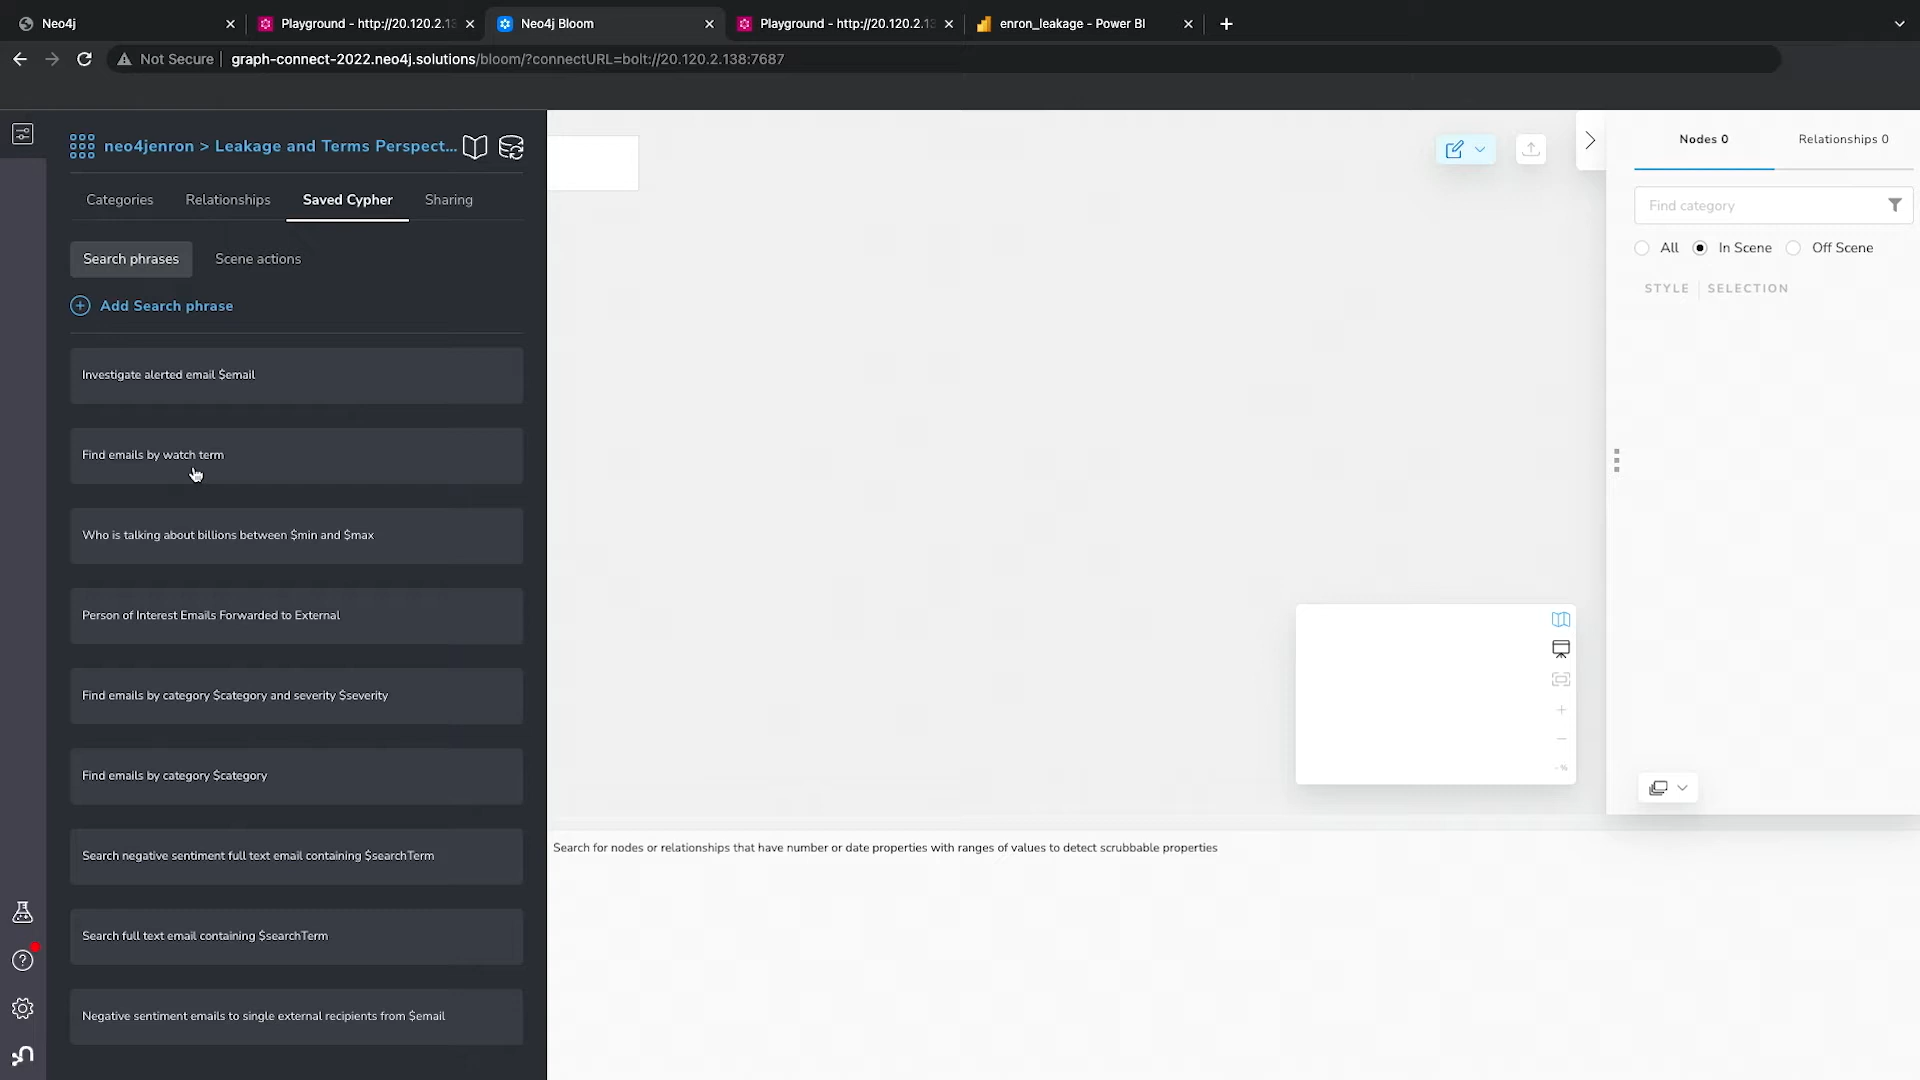 Neo4j
Playground - http://20.120.2.13
Neo4j Bloom
Playground - http://20.120.2.13
enron_leakage - Power BI
Not Secure
graph-connect-2022.neo4j.solutions/bloom/?connectURL=bolt://20.120.2.138:7687
neo4jenron > Leakage and Terms Perspect...
Categories
Relationships
Saved Cypher
Sharing
Search phrases
Scene actions
Add Search phrase
Investigate alerted email $email
Find emails by watch term
Who is talking about billions between $min and $max
Person of Interest Emails Forwarded to External
Find emails by category $category and severity $severity
Find emails by category $category
Search negative sentiment full text email containing $searchTerm
Search full text email containing $searchTerm
Negative sentiment emails to single external recipients from $email
Nodes 0
Relationships 0
Find category
All
In Scene
Off Scene
STYLE
SELECTION
- %
Search for nodes or relationships that have number or date properties with ranges of values to detect scrubbable properties